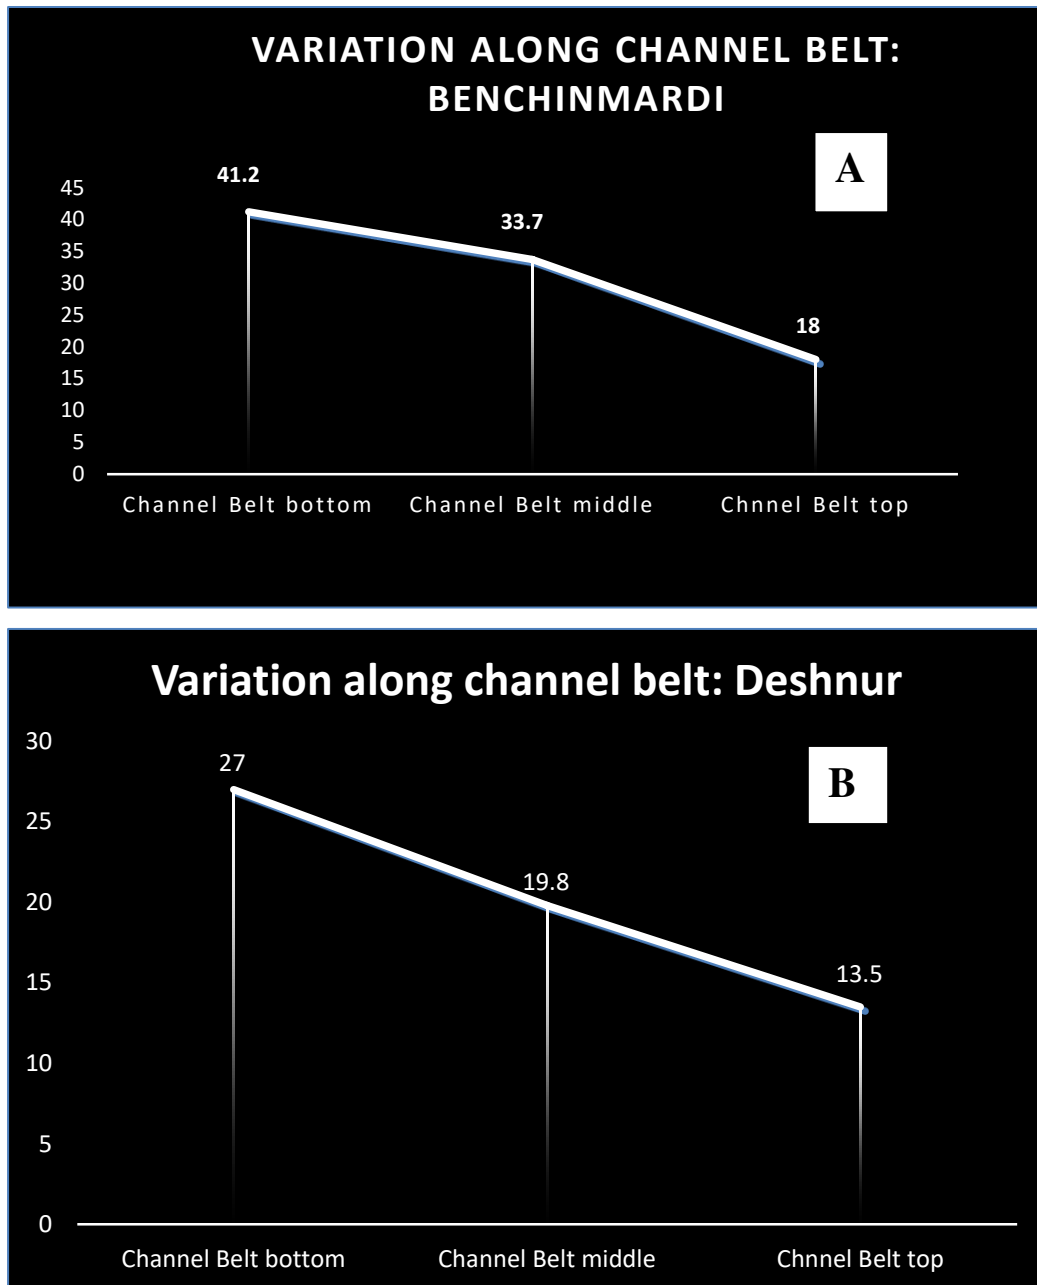 VARIATION ALONG CHANNEL BELT:
BENCHINMARDI
A
41.2
33.7
18
45
40
35
30
25
20
15
10
5
0
Channel Belt bottom
Channel Belt middle
Chnnel Belt top
Variation along channel belt: Deshnur
B
27
19.8
13.5
30
25
20
15
10
5
0
Channel Belt bottom
Channel Belt middle
Chnnel Belt top